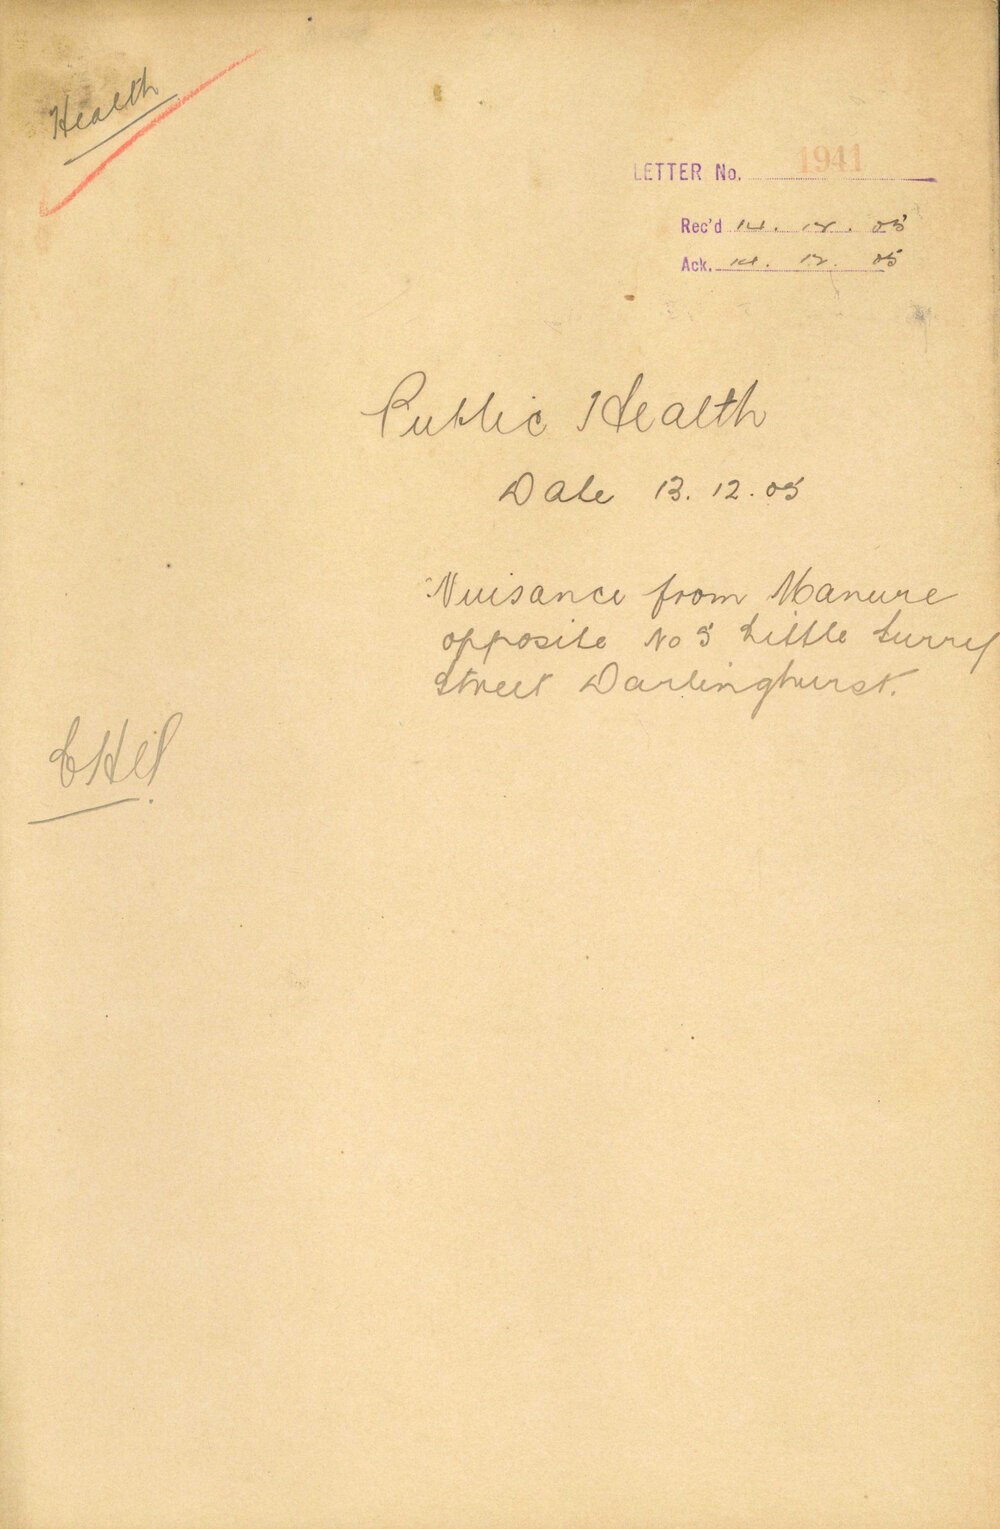 Health
LETTER No. 1941
Rec'd 14. 12. 05
Ack. 14. 12. 05
Public Health
Date 13. 12. 05
Nuisance from Manure
opposite No 5 Little Surrey
Street Darlinghurst.